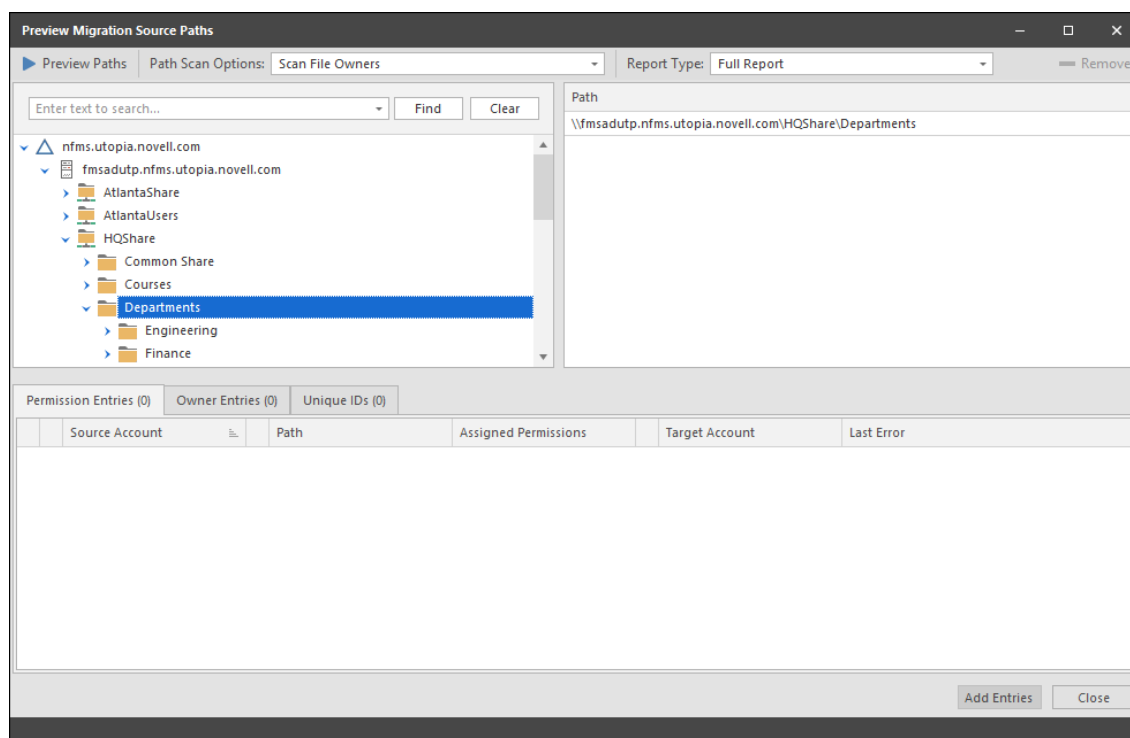 Preview Migration Source Paths
Preview Paths Path Scan Options: Scan File Owners Report Type: Full Report Remove
Enter text to search... Find Clear
Path
\\fmsadutp.nfms.utopia.novell.com\HQShare\Departments
nfms.utopia.novell.com
fmsadutp.nfms.utopia.novell.com
AtlantaShare
AtlantaUsers
HQShare
Common Share
Courses
Departments
Engineering
Finance
Permission Entries (0) Owner Entries (0) Unique IDs (0)
Source Account Path Assigned Permissions Target Account Last Error
Add Entries Close